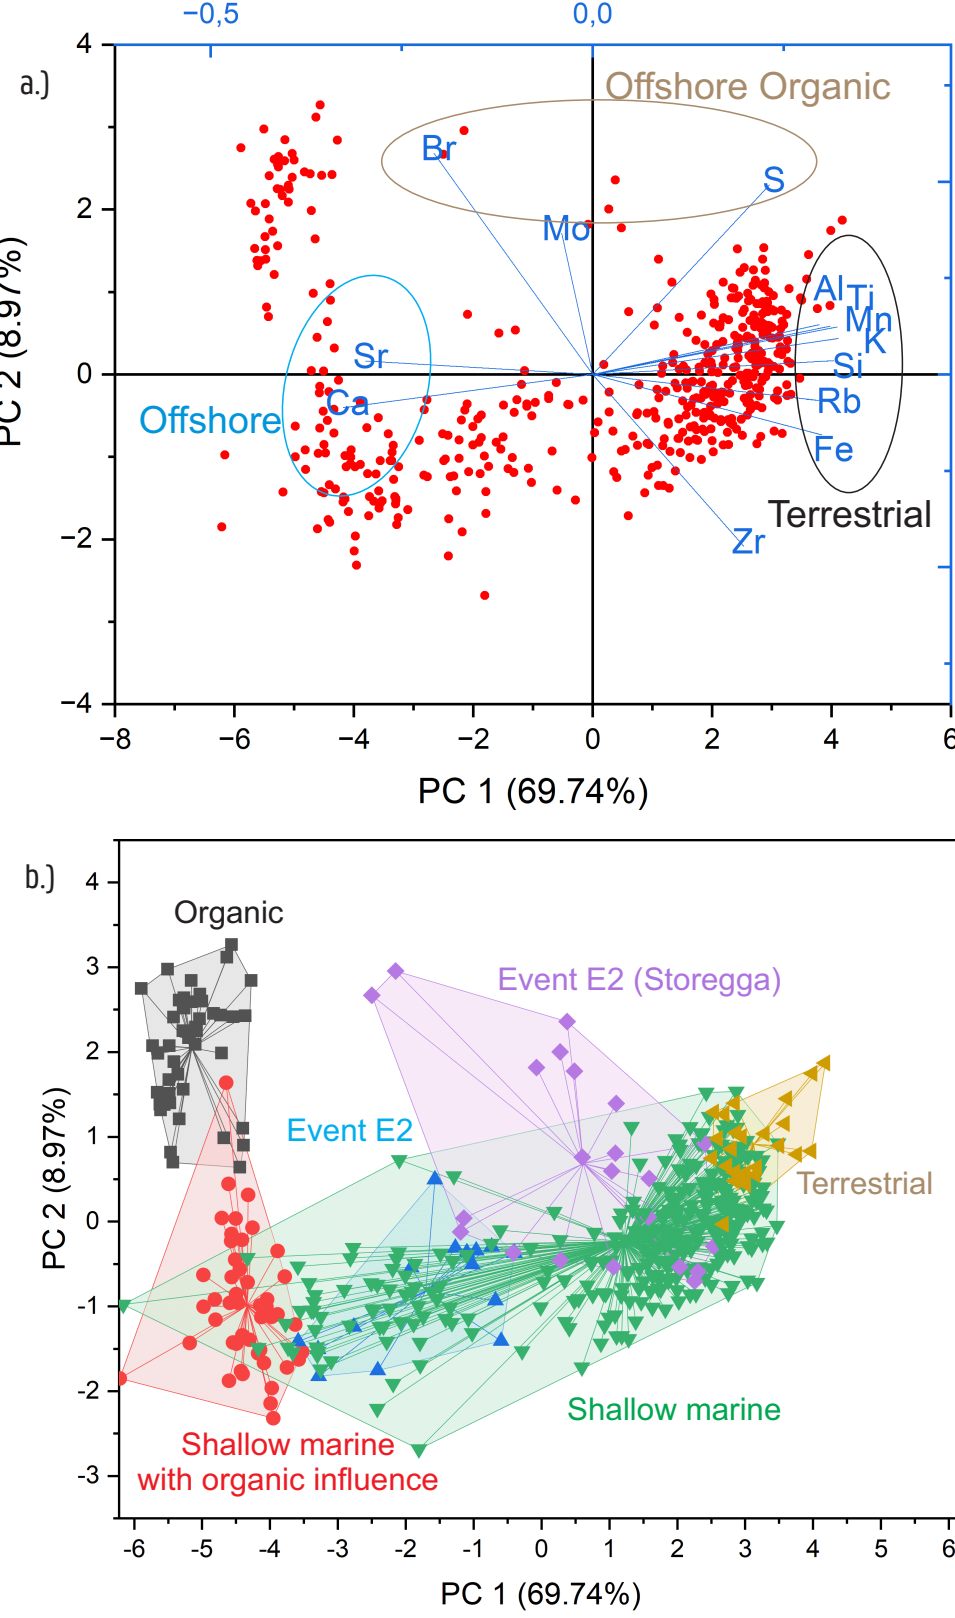 −0,5 0,0
a.)
4
2
0
−2
−4
PC 2 (8.97%)
Offshore Organic
Br
S
Mo
Al Ti
Mn
K
Sr
Si
Ca
Rb
Offshore
Fe
Terrestrial
Zr
−8 −6 −4 −2 0 2 4 6
PC 1 (69.74%)
b.)
4
3
2
1
0
-1
-2
-3
PC 2 (8.97%)
Organic
Event E2 (Storegga)
Event E2
Terrestrial
Shallow marine
Shallow marine
with organic influence
-6 -5 -4 -3 -2 -1 0 1 2 3 4 5 6
PC 1 (69.74%)